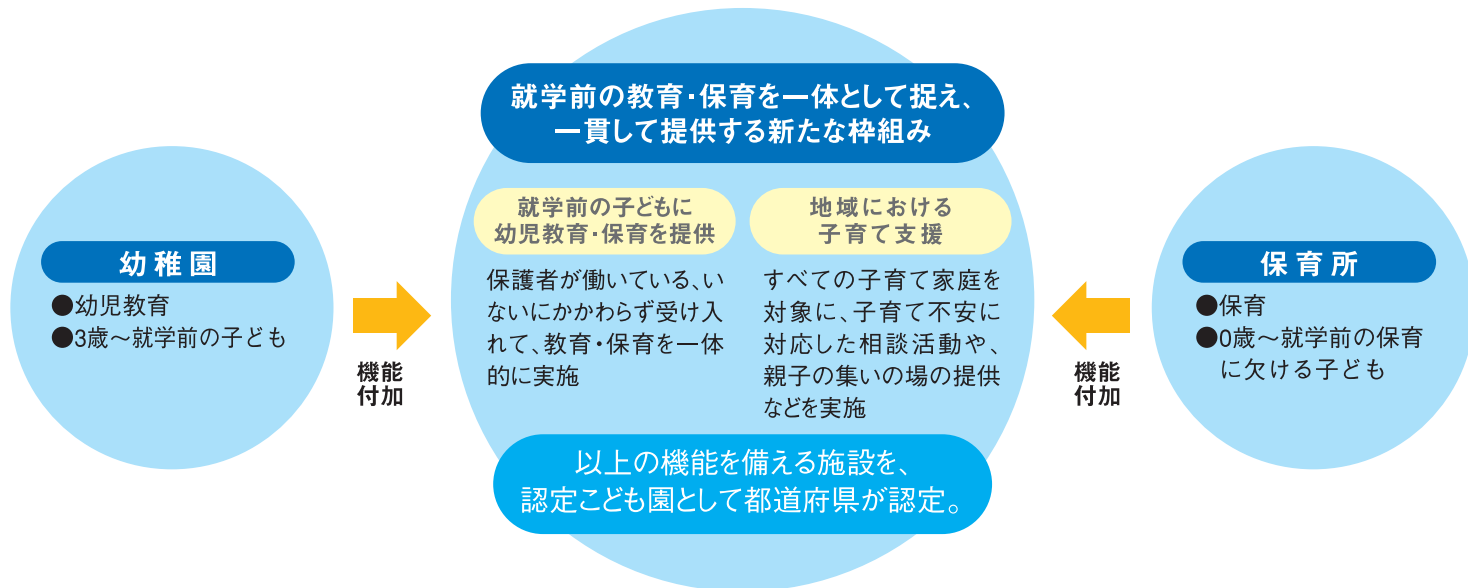 就学前の教育・保育を一体として捉え、
一貫して提供する新たな枠組み
幼稚園
●幼児教育
●3歳〜就学前の子ども
機能
付加
就学前の子どもに
幼児教育・保育を提供
保護者が働いている、い
ないにかかわらず受け入
れて、教育・保育を一体
的に実施
地域における
子育て支援
すべての子育て家庭を
対象に、子育て不安に
対応した相談活動や、
親子の集いの場の提供
などを実施
以上の機能を備える施設を、
認定こども園として都道府県が認定。
保育所
●保育
●0歳〜就学前の保育
に欠ける子ども
機能
付加